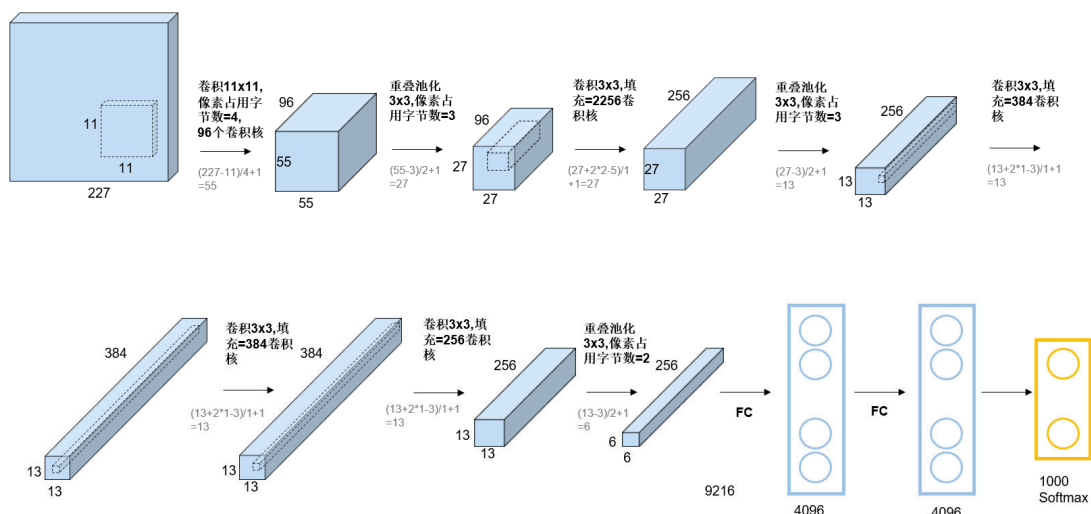 卷积11x11,
像素占用字
节数=4,
96个卷积核
(227-11)/4+1
=55
11
11
227
96
55
55
重叠池化
3x3,像素占
用字节数=3
(55-3)/2+1
=27
96
27
27
卷积3x3,填
充=2256卷
积核
(27+2*2-5)/1
+1=27
256
27
27
重叠池化
3x3,像素占
用字节数=3
(27-3)/2+1
=13
256
13
13
卷积3x3,填
充=384卷积
核
(13+2*1-3)/1+1
=13
384
13
13
卷积3x3,填
充=384卷积
核
(13+2*1-3)/1+1
=13
384
13
13
卷积3x3,填
充=256卷积
核
(13+2*1-3)/1+1
=13
256
13
13
重叠池化
3x3,像素占
用字节数=2
(13-3)/2+1
=6
256
6
6
9216
FC
4096
FC
4096
1000
Softmax